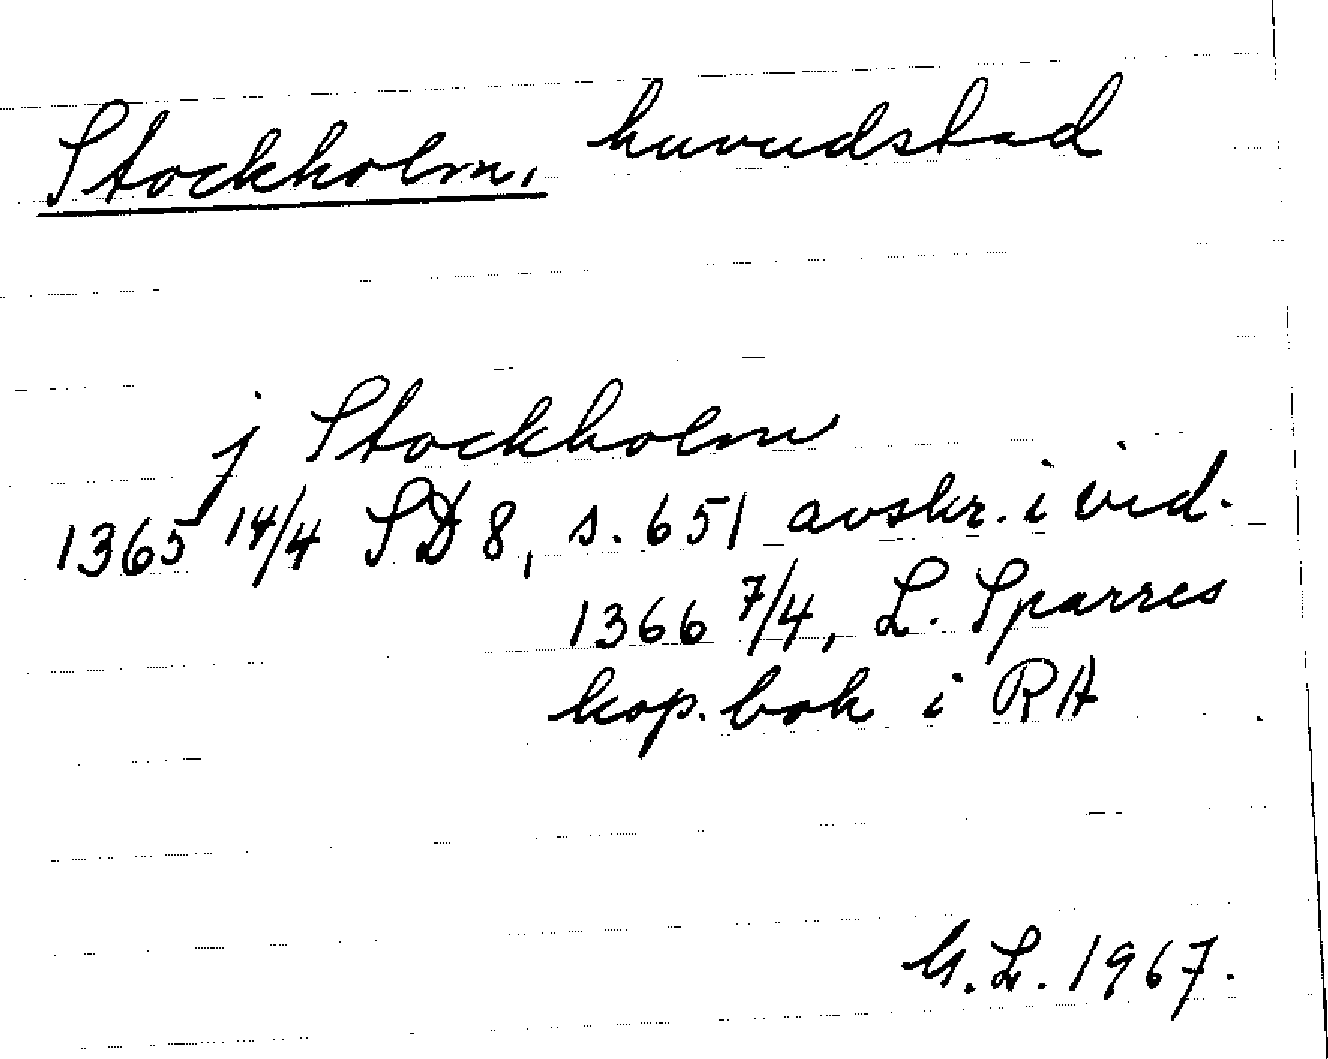 Stockholm, huvudstad
j Stockholm
1365 14/4 SD 8, s. 651 avskr. i vid.
1366 7/4, L. Sparres
kop.bok i RA
G.L. 1967.